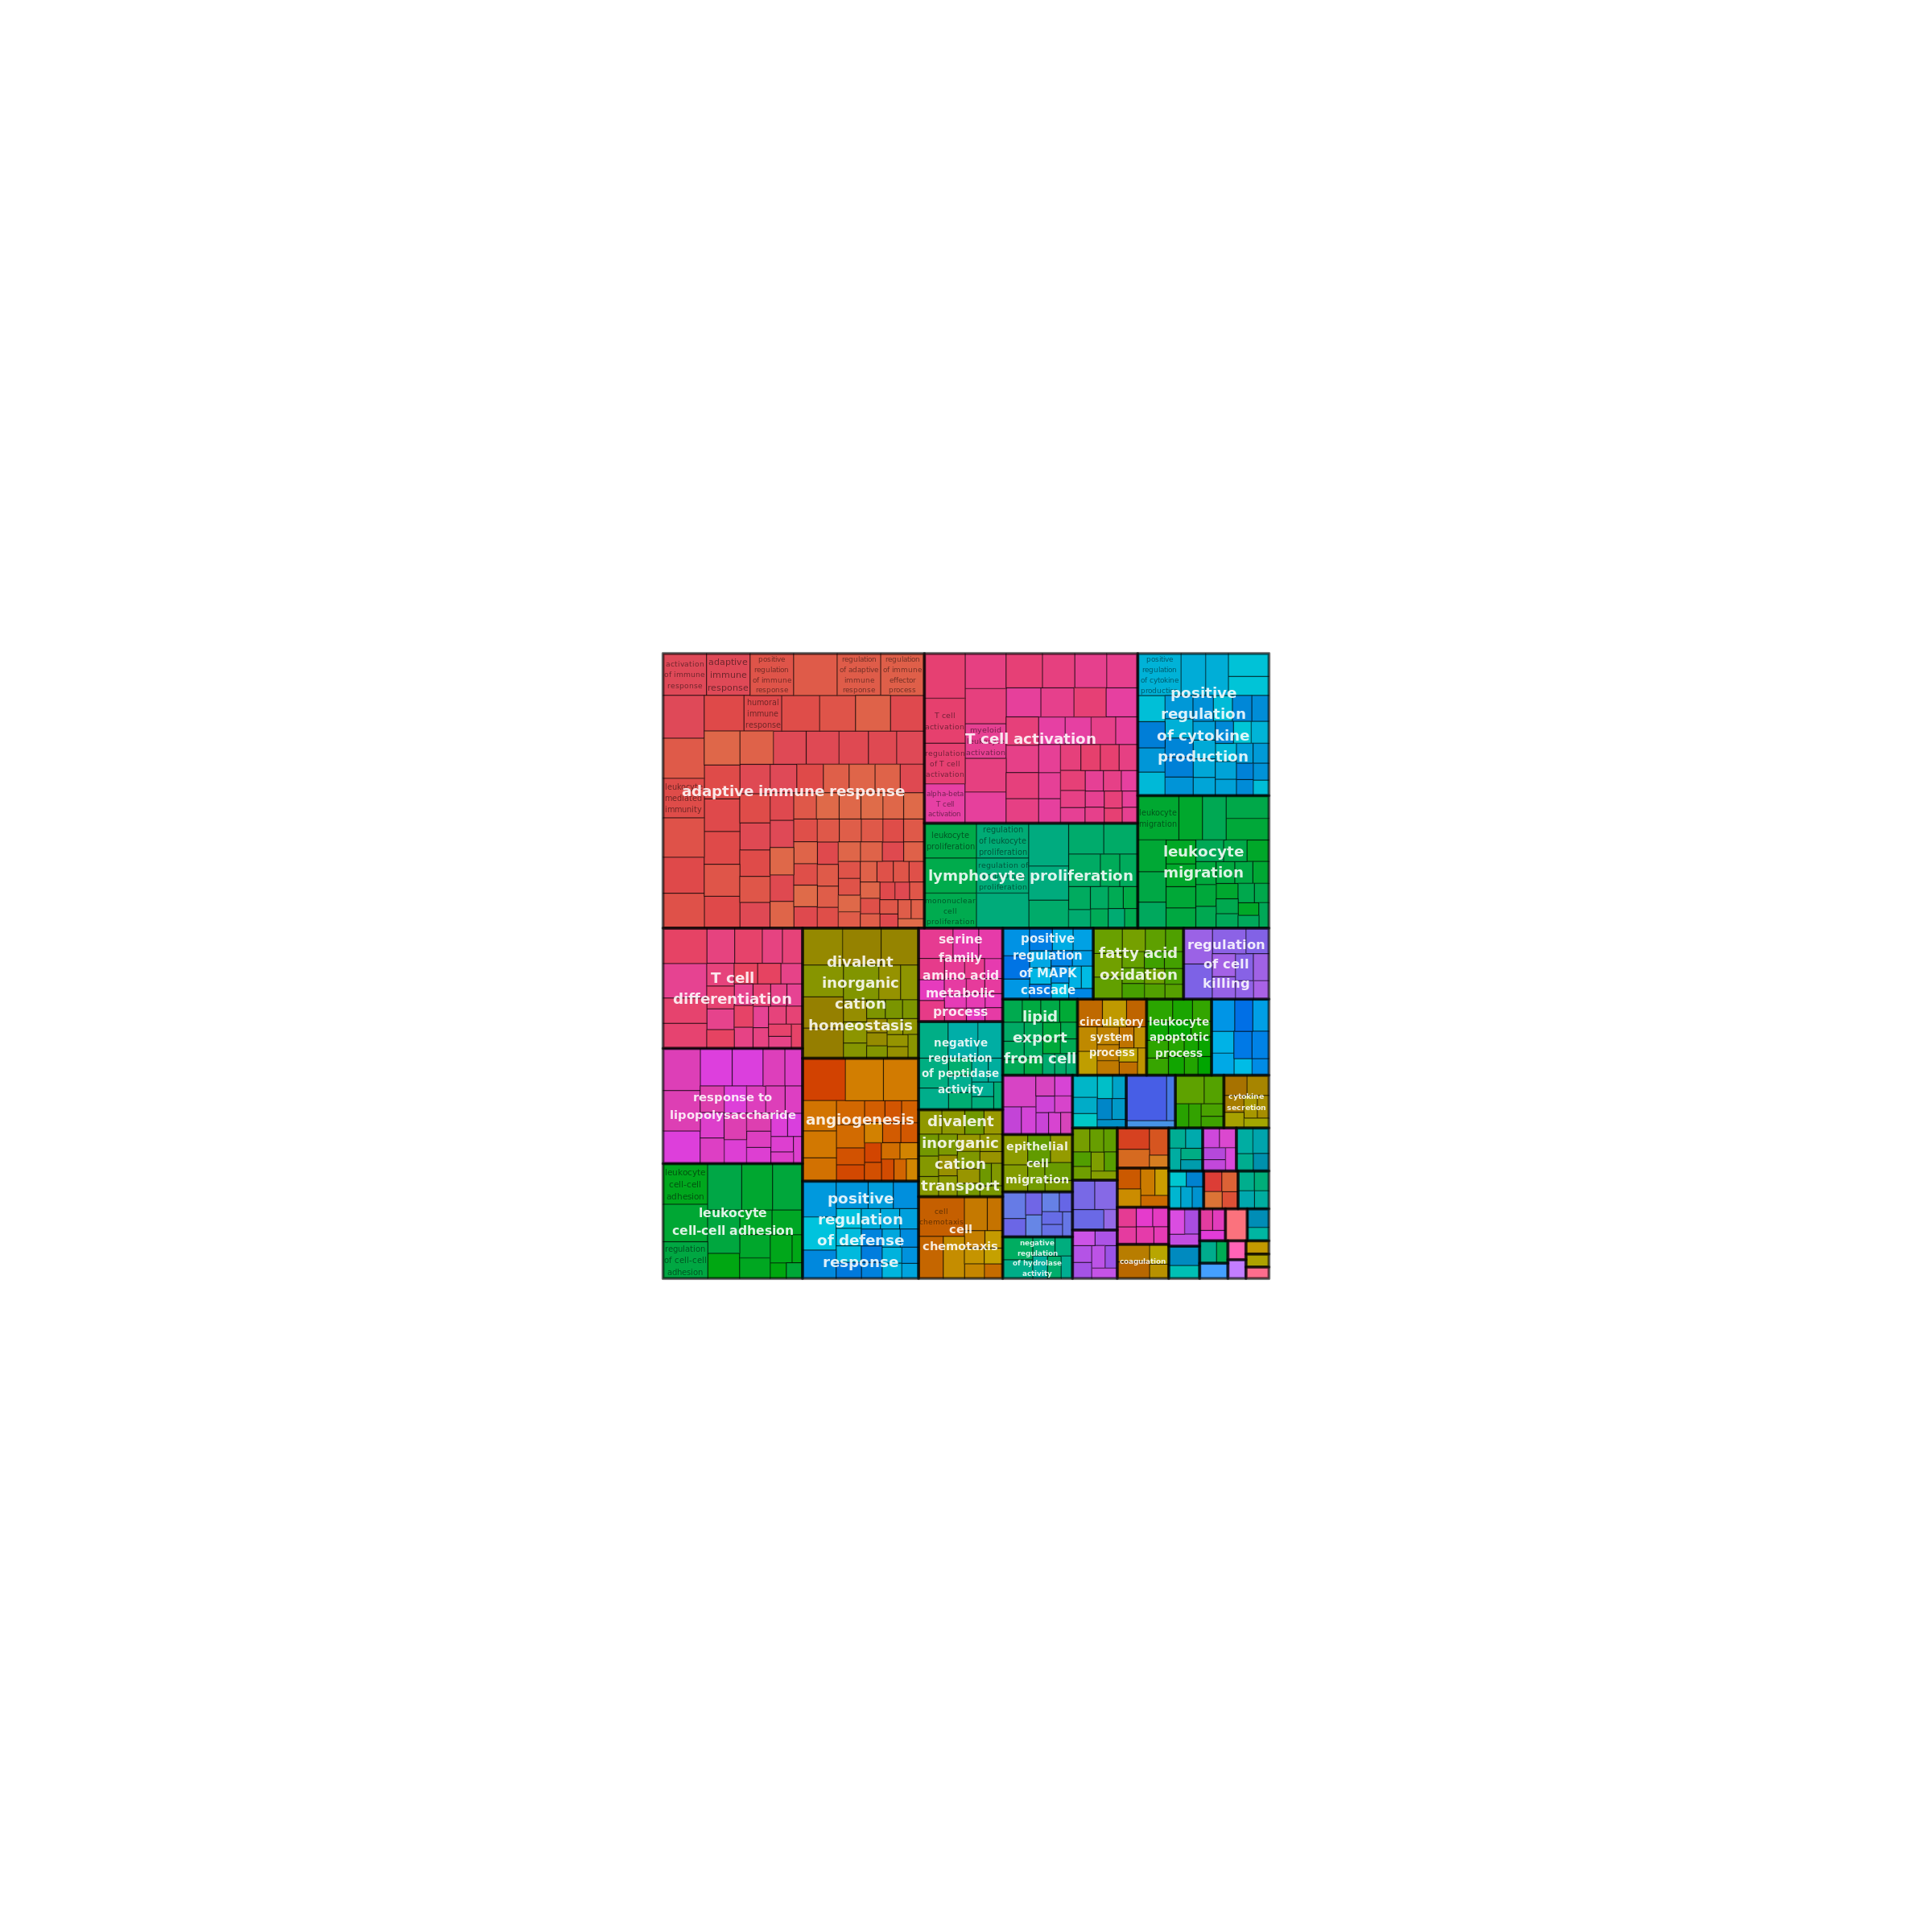 activation
of immune
response
adaptive
immune
response
positive
regulation
of immune
response
regulation
of adaptive
immune
response
regulation
of immune
effector
process
humoral
immune
response
leukocyte
mediated
immunity
adaptive immune response
T cell
activation
regulation
of T cell
activation
alpha-beta
T cell
activation
myeloid
activation
T cell activation
positive
regulation
of cytokine
production
positive
regulation
of cytokine
production
leukocyte
proliferation
regulation
of leukocyte
proliferation
regulation of
proliferation
mononuclear
cell
proliferation
lymphocyte proliferation
leukocyte
migration
leukocyte
migration
T cell
differentiation
divalent
inorganic
cation
homeostasis
serine
family
amino acid
metabolic
process
positive
regulation
of MAPK
cascade
fatty acid
oxidation
regulation
of cell
killing
negative
regulation
of peptidase
activity
lipid
export
from cell
circulatory
system
process
leukocyte
apoptotic
process
response to
lipopolysaccharide
angiogenesis
divalent
inorganic
cation
transport
epithelial
cell
migration
cytokine
secretion
leukocyte
cell-cell
adhesion
leukocyte
cell-cell adhesion
regulation
of cell-cell
adhesion
positive
regulation
of defense
response
cell
chemotaxis
cell
chemotaxis
negative
regulation
of hydrolase
activity
coagulation